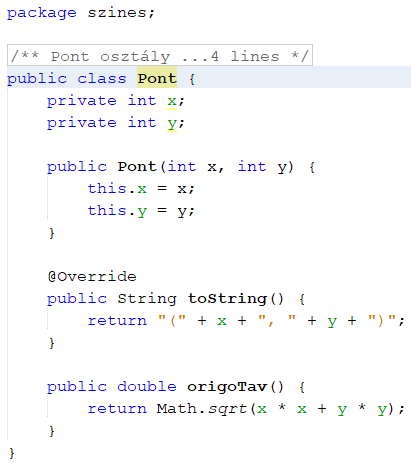 package szines;
/** Pont osztály ...4 lines */
public class Pont {
    private int x;
    private int y;
    public Pont(int x, int y) {
        this.x = x;
        this.y = y;
    }
    @Override
    public String toString() {
        return "(" + x + ", " + y + ")";
    }
    public double origoTav() {
        return Math.sqrt(x * x + y * y);
    }
}